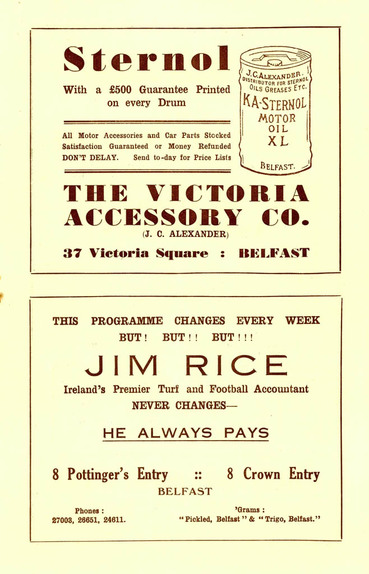 Sternol
With a £500 Guarantee Printed
on every Drum
J.C.ALEXANDER.
DISTRIBUTOR FOR STERNOL
OILS GREASES ETC.
KA-STERNOL
MOTOR
OIL
XL
BELFAST.
All Motor Accessories and Car Parts Stocked
Satisfaction Guaranteed or Money Refunded
DON'T DELAY. Send to-day for Price Lists
THE VICTORIA
ACCESSORY CO.
(J. C. ALEXANDER)
37 Victoria Square : BELFAST
THIS PROGRAMME CHANGES EVERY WEEK
BUT! BUT!! BUT!!!
JIM RICE
Ireland's Premier Turf and Football Accountant
NEVER CHANGES—
HE ALWAYS PAYS
8 Pottinger's Entry :: 8 Crown Entry
BELFAST
Phones :
27003, 26651, 24611.
'Grams :
"Pickled, Belfast" & "Trigo, Belfast."